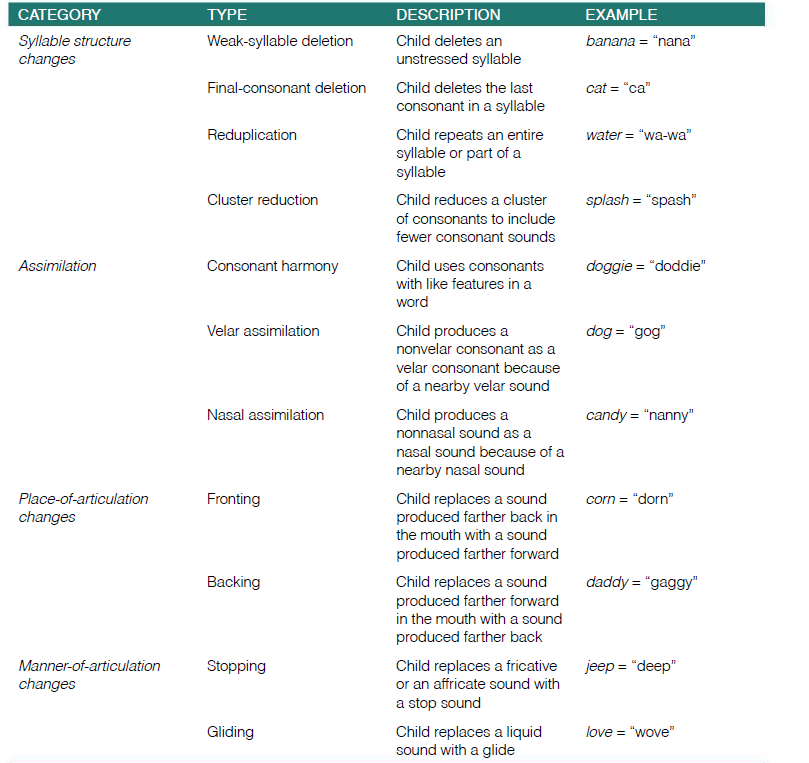 CATEGORY TYPE DESCRIPTION EXAMPLE
Syllable structure Weak-syllable deletion Child deletes an banana = “nana”
changes unstressed syllable
Final-consonant deletion Child deletes the last cat = “ca”
consonant in a syllable
Reduplication Child repeats an entire water = “wa-wa”
syllable or part of a
syllable
Cluster reduction Child reduces a cluster splash = “spash”
of consonants to include
fewer consonant sounds
Assimilation Consonant harmony Child uses consonants doggie = “doddie”
with like features in a
word
Velar assimilation Child produces a dog = “gog”
nonvelar consonant as a
velar consonant because
of a nearby velar sound
Nasal assimilation Child produces a candy = “nanny”
nonnasal sound as a
nasal sound because of a
nearby nasal sound
Place-of-articulation Fronting Child replaces a sound corn = “dorn”
changes produced farther back in
the mouth with a sound
produced farther forward
Backing Child replaces a sound daddy = “gaggy”
produced farther forward
in the mouth with a sound
produced farther back
Manner-of-articulation Stopping Child replaces a fricative jeep = “deep”
changes or an affricate sound with
a stop sound
Gliding Child replaces a liquid love = “wove”
sound with a glide